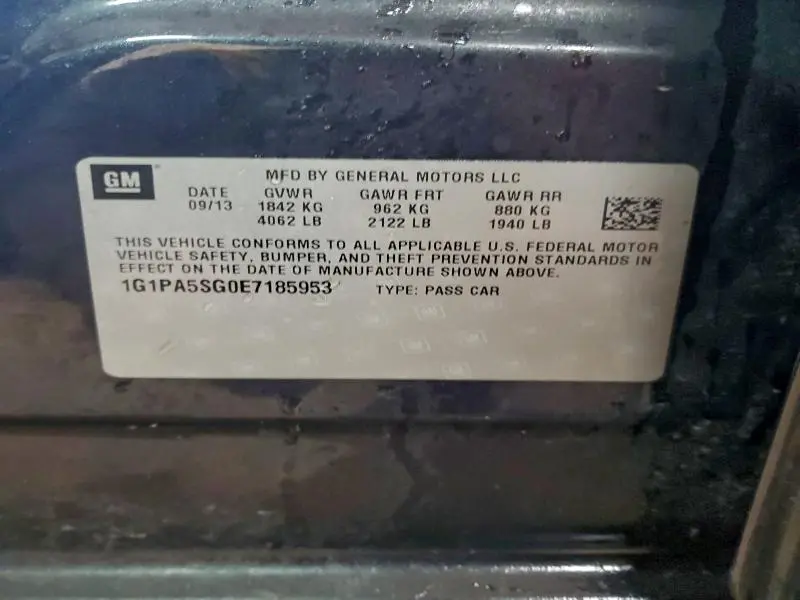 GM
MFD BY GENERAL MOTORS LLC
DATE GVWR GAWR FRT GAWR RR
09/13 1842 KG 962 KG 880 KG
4062 LB 2122 LB 1940 LB
THIS VEHICLE CONFORMS TO ALL APPLICABLE U.S. FEDERAL MOTOR
VEHICLE SAFETY, BUMPER, AND THEFT PREVENTION STANDARDS IN
EFFECT ON THE DATE OF MANUFACTURE SHOWN ABOVE.
1G1PA5SG0E7185953 TYPE: PASS CAR